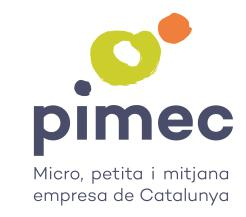 pimec
Micro, petita i mitjana
empresa de Catalunya